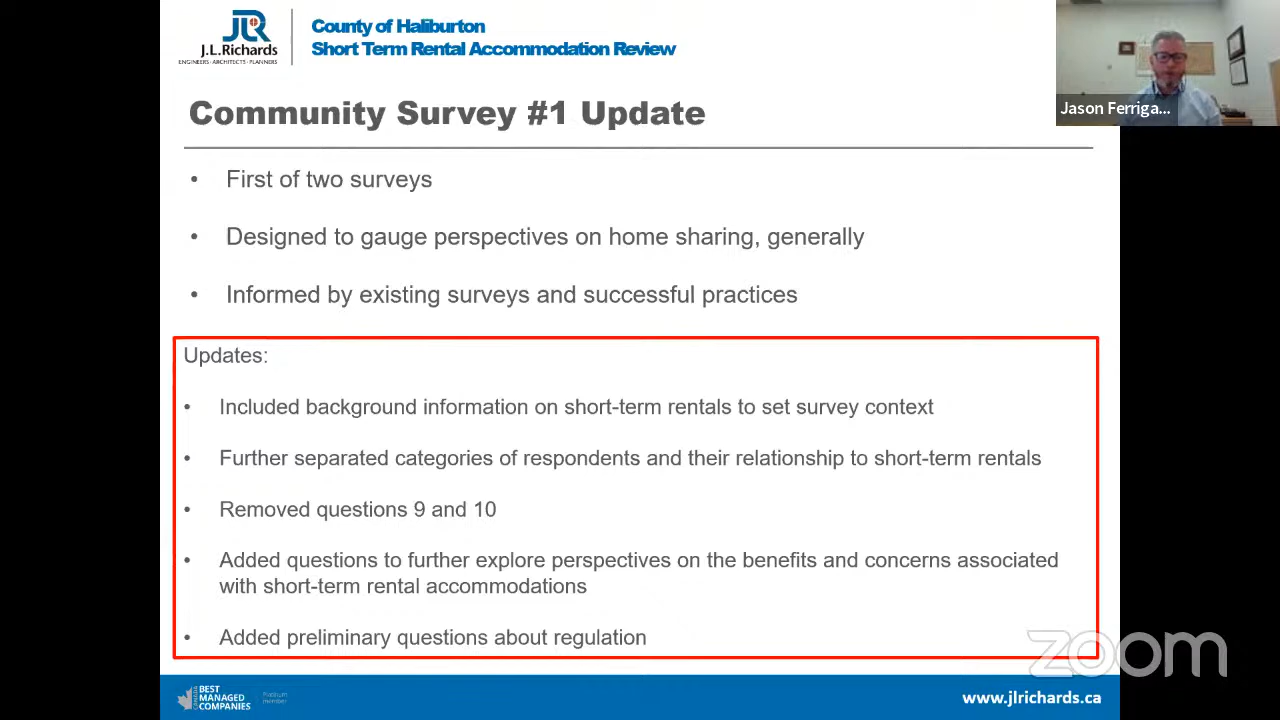 J.L.Richards
ENGINEERS · ARCHITECTS · PLANNERS
County of Haliburton
Short Term Rental Accommodation Review
Jason Ferriga...
Community Survey #1 Update
• First of two surveys
• Designed to gauge perspectives on home sharing, generally
• Informed by existing surveys and successful practices
Updates:
• Included background information on short-term rentals to set survey context
• Further separated categories of respondents and their relationship to short-term rentals
• Removed questions 9 and 10
• Added questions to further explore perspectives on the benefits and concerns associated
with short-term rental accommodations
• Added preliminary questions about regulation
zoom
BEST
MANAGED
COMPANIES
Platinum
member
www.jlrichards.ca